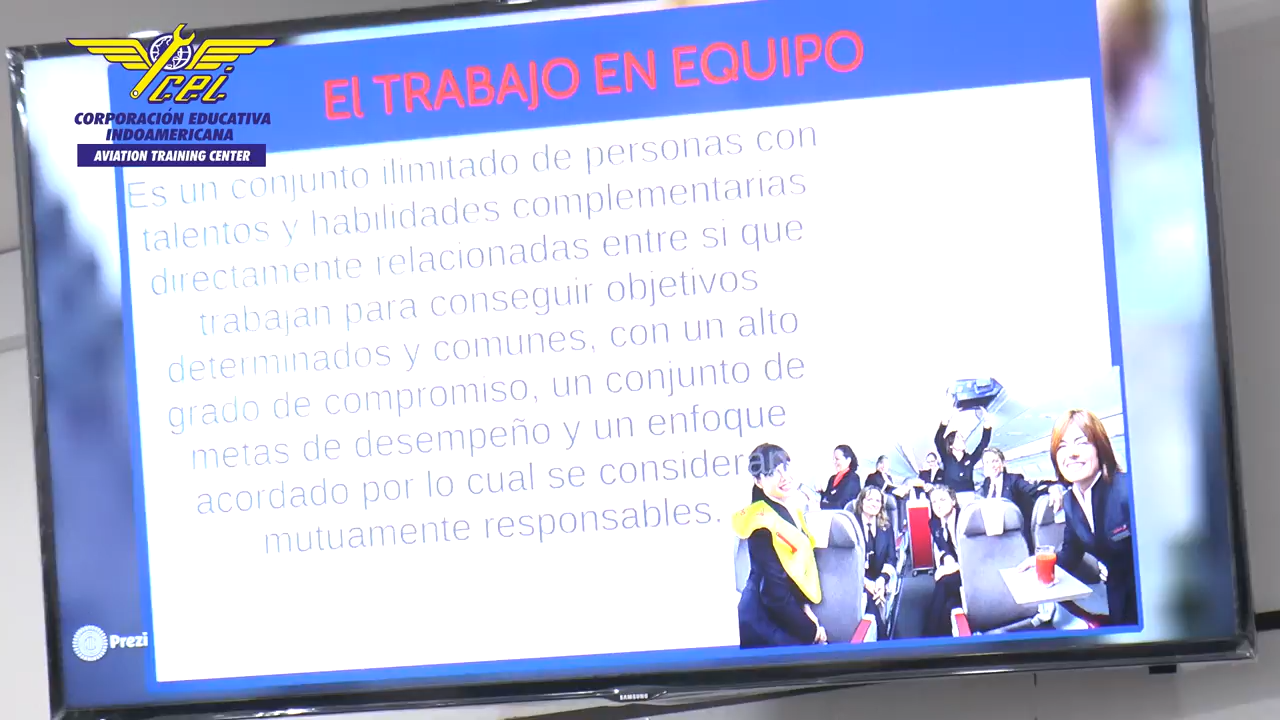 cei
CORPORACIÓN EDUCATIVA
INDOAMERICANA
AVIATION TRAINING CENTER
El TRABAJO EN EQUIPO
Es un conjunto ilimitado de personas con
talentos y habilidades complementarias
directamente relacionadas entre si que
trabajan para conseguir objetivos
determinados y comunes, con un alto
grado de compromiso, un conjunto de
metas de desempeño y un enfoque
acordado por lo cual se consideran
mutuamente responsables.
Prezi
SAMSUNG